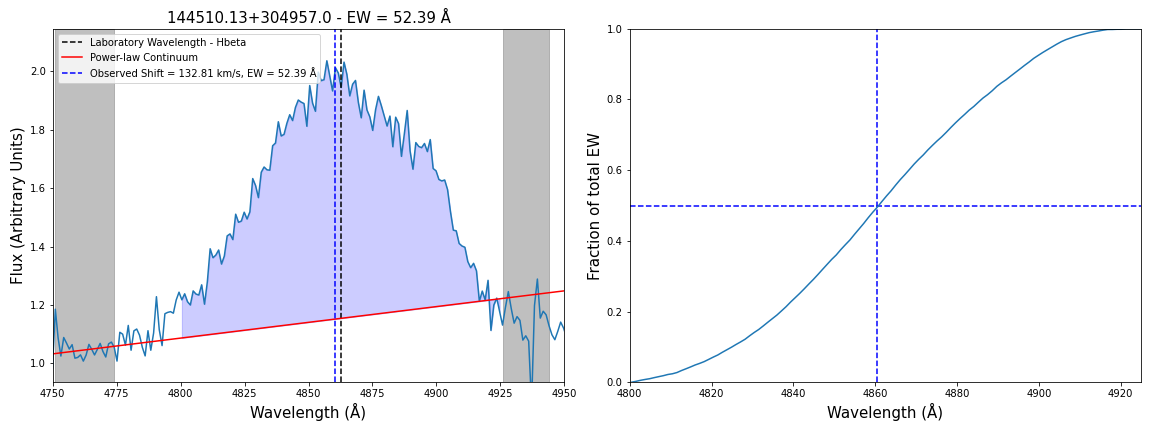 144510.13+304957.0 - EW = 52.39 Å
Laboratory Wavelength - Hbeta
Power-law Continuum
Observed Shift = 132.81 km/s, EW = 52.39 Å
Flux (Arbitrary Units)
2.0
1.8
1.6
1.4
1.2
1.0
4750 4775 4800 4825 4850 4875 4900 4925 4950
Wavelength (Å)
Fraction of total EW
1.0
0.8
0.6
0.4
0.2
0.0
4800 4820 4840 4860 4880 4900 4920
Wavelength (Å)